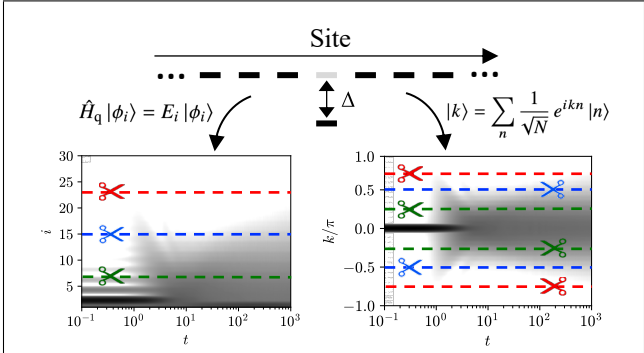 Site
Δ
Ĥ_q |ϕ_i⟩ = E_i |ϕ_i⟩
|k⟩ = ∑_n 1/√N e^{ikn} |n⟩
30
25
20
15
10
5
i
10^{-1} 10^0 10^1 10^2 10^3
t
1.0
0.5
0.0
−0.5
−1.0
k/π
10^{-1} 10^0 10^1 10^2 10^3
t